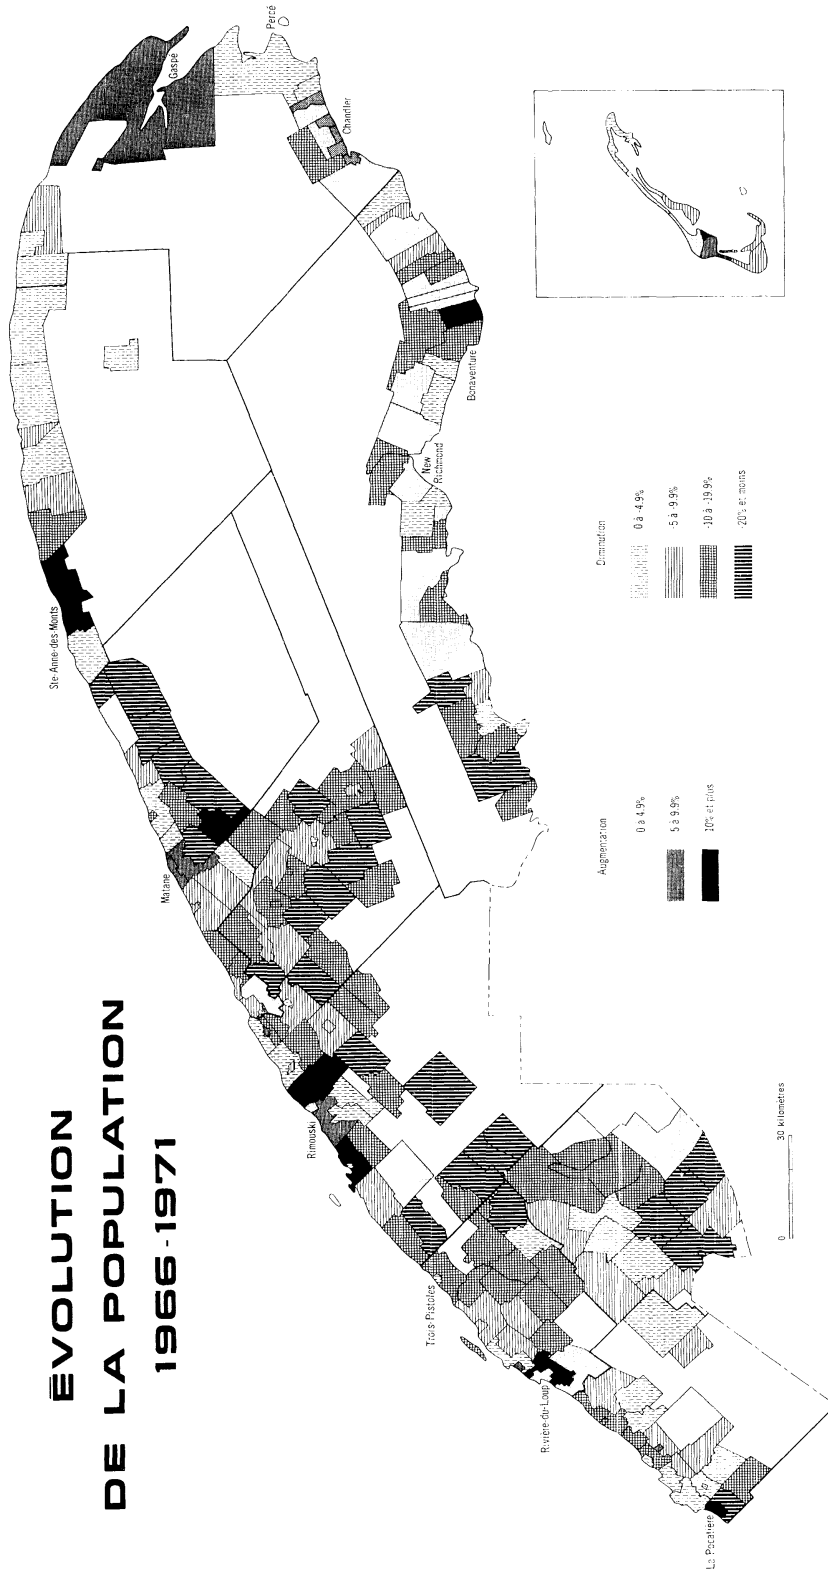 ÉVOLUTION
DE LA POPULATION
1966-1971
La Pocatière
Rivière-du-Loup
Trois-Pistoles
Rimouski
Matane
Ste-Anne-des-Monts
Gaspé
Percé
Chandler
Bonaventure
New
Richmond
Augmentation
0 à 4.9%
5 à 9.9%
10% et plus
Diminution
0 à -4.9%
-5 à -9.9%
-10 à -19.9%
-20% et moins
0 30 kilomètres